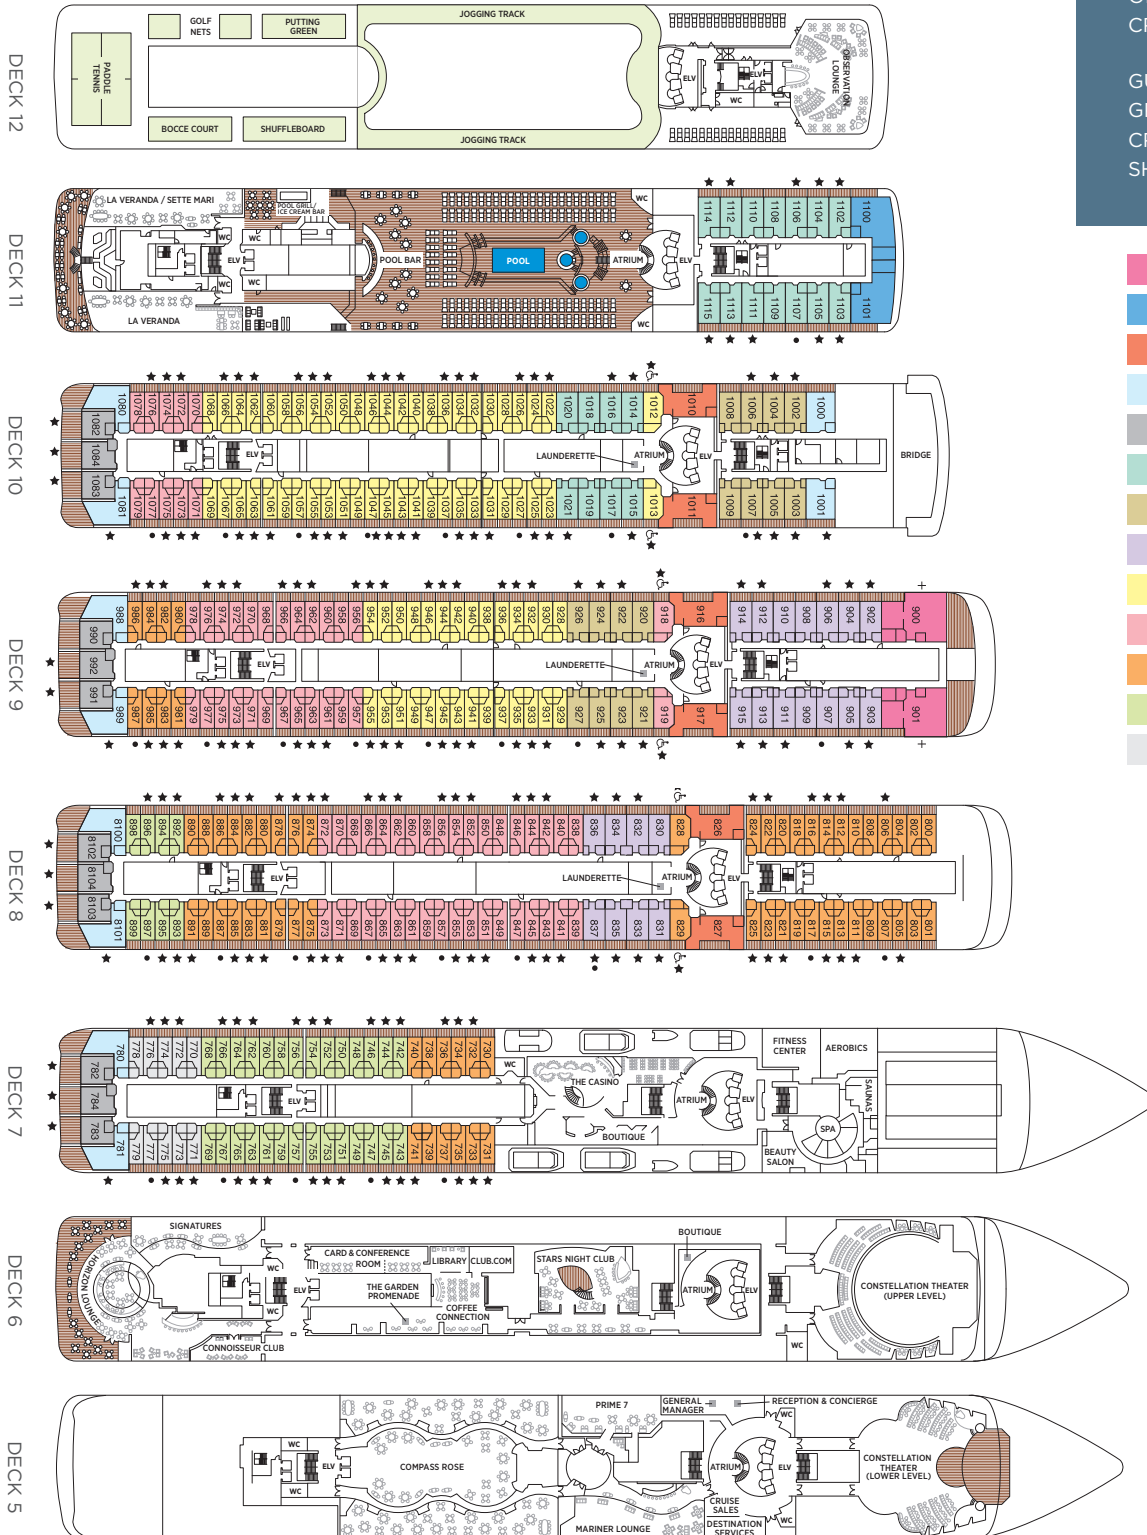 CR
GU
GE
CR
SH
DECK 12
PADDLE
TENNIS
GOLF
NETS
PUTTING
GREEN
BOCCE COURT
SHUFFLEBOARD
JOGGING TRACK
JOGGING TRACK
ELV
ELV
WC
OBSERVATION
LOUNGE
DECK 11
LA VERANDA / SETTE MARI
POOL GRILL/
ICE CREAM BAR
WC
WC
ELV
WC
WC
LA VERANDA
POOL BAR
POOL
ATRIUM
WC
ELV
WC
1114 1112 1110 1108 1106 1104 1102 1100
1115 1113 1111 1109 1107 1105 1103 1101
DECK 10
1080 1078 1076 1074 1072 1070 1068 1066 1064 1062 1060 1058 1056 1054 1052 1050 1048 1046 1044 1042 1040 1038 1036 1034 1032 1030 1028 1026 1024 1022 1020 1018 1016 1014 1012 1010 1008 1006 1004 1002 1000
1082
1084
1083
ELV
LAUNDERETTE
ATRIUM
ELV
BRIDGE
1081 1079 1077 1075 1073 1071 1069 1067 1065 1063 1061 1059 1057 1055 1053 1051 1049 1047 1045 1043 1041 1039 1037 1035 1033 1031 1029 1027 1025 1023 1021 1019 1017 1015 1013 1011 1009 1007 1005 1003 1001
DECK 9
988 986 984 982 980 978 976 974 972 970 968 966 964 962 960 958 956 954 952 950 948 946 944 942 940 938 936 934 932 930 928 926 924 922 920 918 916 914 912 910 908 906 904 902 900
990
992
991
ELV
LAUNDERETTE
ATRIUM
ELV
989 987 985 983 981 979 977 975 973 971 969 967 965 963 961 959 957 955 953 951 949 947 945 943 941 939 937 935 933 931 929 927 925 923 921 919 917 915 913 911 909 907 905 903 901
DECK 8
8100 898 896 894 892 890 888 886 884 882 880 878 876 874 872 870 868 866 864 862 860 858 856 854 852 850 848 846 844 842 840 838 836 834 832 830 828 826 824 822 820 818 816 814 812 810 808 806 804 802 800
8102
8104
8103
ELV
LAUNDERETTE
ATRIUM
ELV
8101 899 897 895 893 891 889 887 885 883 881 879 877 875 873 871 869 867 865 863 861 859 857 855 853 851 849 847 845 843 841 839 837 835 833 831 829 827 825 823 821 819 817 815 813 811 809 807 805 803 801
DECK 7
780 778 776 774 772 770 768 766 764 762 760 758 756 754 752 750 748 746 744 742 740 738 736 734 732 730
782
784
783
ELV
WC
THE CASINO
BOUTIQUE
ATRIUM
ELV
FITNESS
CENTER
AEROBICS
SAUNAS
SPA
BEAUTY
SALON
781 779 777 775 773 771 769 767 765 763 761 759 757 755 753 751 749 747 745 743 741 739 737 735 733 731
DECK 6
SIGNATURES
HORIZON LOUNGE
WC
ELV
WC
CONNOISSEUR CLUB
CARD & CONFERENCE
ROOM
LIBRARY
CLUB.COM
THE GARDEN
PROMENADE
COFFEE
CONNECTION
STARS NIGHT CLUB
BOUTIQUE
ATRIUM
ELV
WC
CONSTELLATION THEATER
(UPPER LEVEL)
DECK 5
WC
ELV
WC
COMPASS ROSE
PRIME 7
GENERAL
MANAGER
RECEPTION & CONCIERGE
WC
ATRIUM
ELV
CONSTELLATION
THEATER
(LOWER LEVEL)
MARINER LOUNGE
CRUISE
SALES
DESTINATION
SERVICES
WC